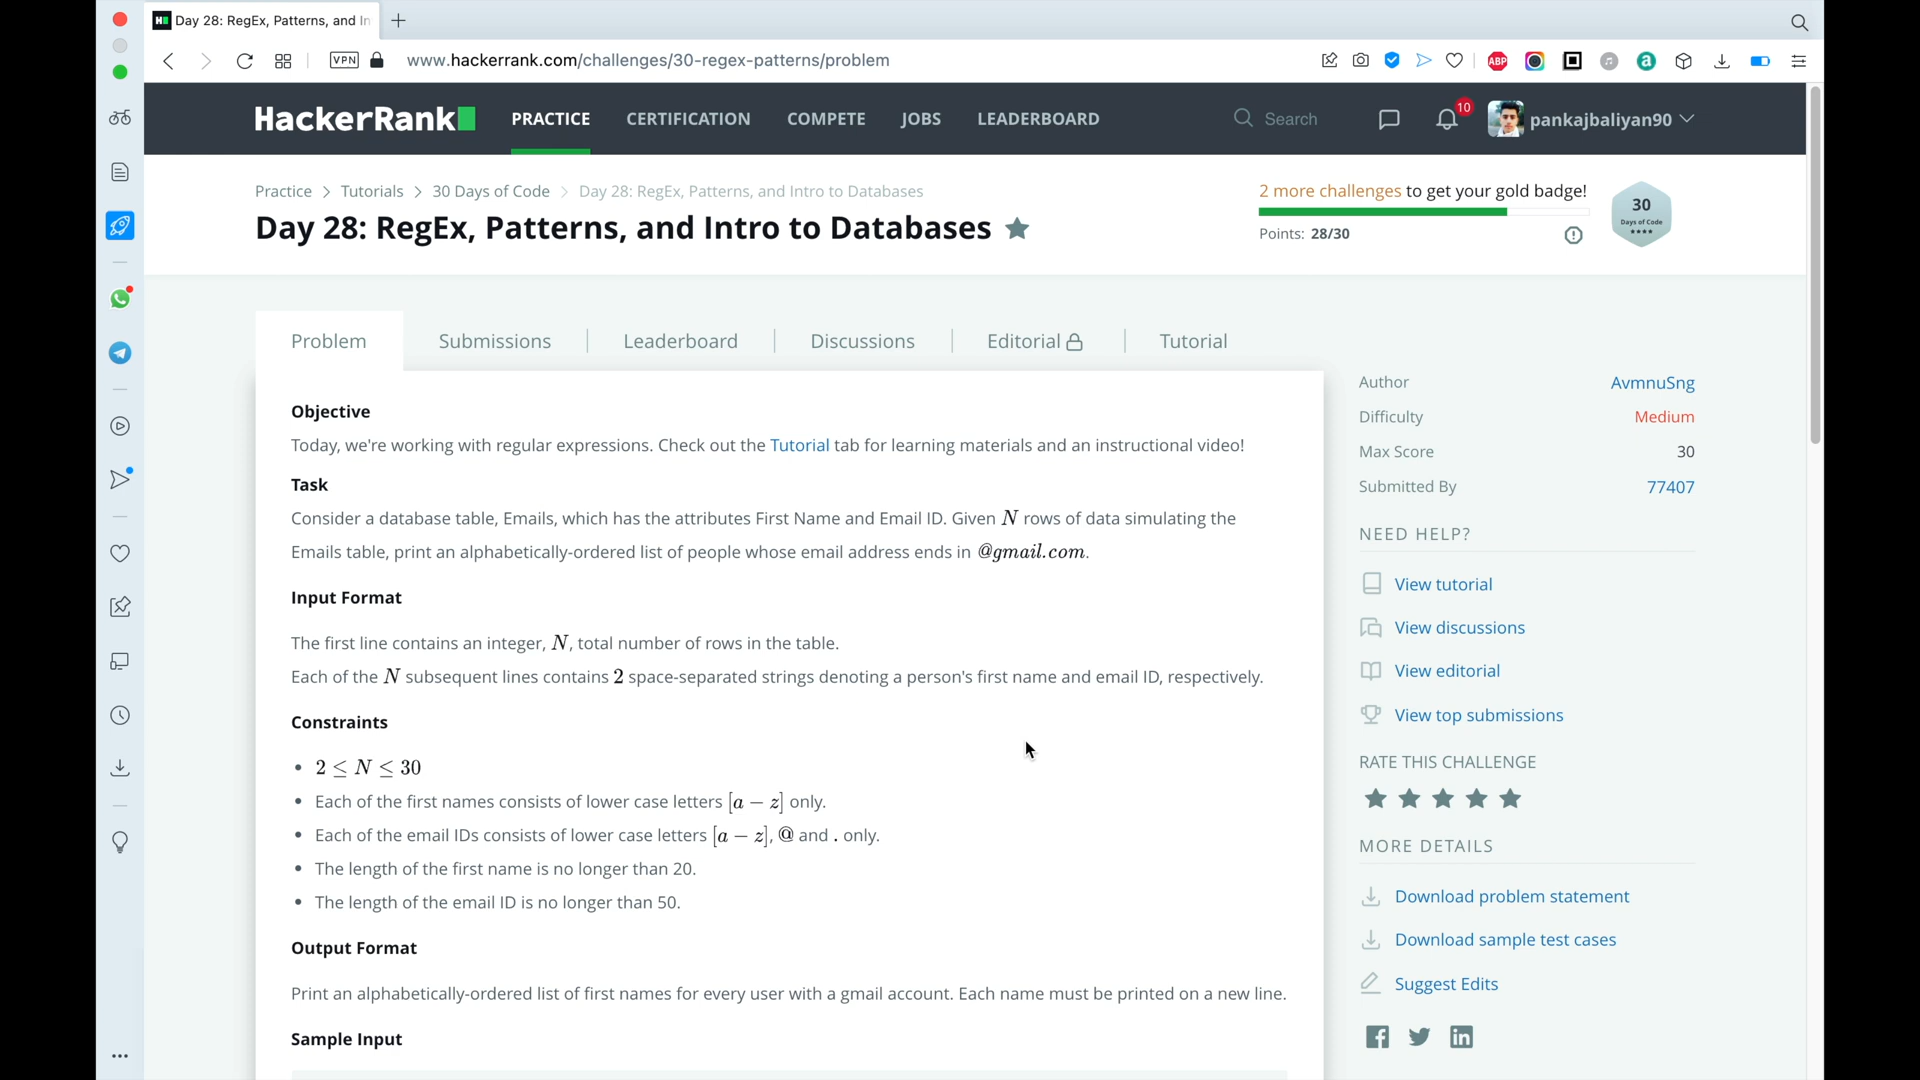 Day 28: RegEx, Patterns, and In
VPN www.hackerrank.com/challenges/30-regex-patterns/problem ABP
HackerRank PRACTICE CERTIFICATION COMPETE JOBS LEADERBOARD Search 10 pankajbaliyan90
Practice > Tutorials > 30 Days of Code > Day 28: RegEx, Patterns, and Intro to Databases
Day 28: RegEx, Patterns, and Intro to Databases
2 more challenges to get your gold badge!
Points: 28/30
30
Days of Code
Problem Submissions Leaderboard Discussions Editorial Tutorial
Objective
Today, we're working with regular expressions. Check out the Tutorial tab for learning materials and an instructional video!
Task
Consider a database table, Emails, which has the attributes First Name and Email ID. Given N rows of data simulating the
Emails table, print an alphabetically-ordered list of people whose email address ends in @gmail.com.
Input Format
The first line contains an integer, N, total number of rows in the table.
Each of the N subsequent lines contains 2 space-separated strings denoting a person's first name and email ID, respectively.
Constraints
• 2 ≤ N ≤ 30
• Each of the first names consists of lower case letters [a − z] only.
• Each of the email IDs consists of lower case letters [a − z], @ and . only.
• The length of the first name is no longer than 20.
• The length of the email ID is no longer than 50.
Output Format
Print an alphabetically-ordered list of first names for every user with a gmail account. Each name must be printed on a new line.
Sample Input
Author AvmnuSng
Difficulty Medium
Max Score 30
Submitted By 77407
NEED HELP?
View tutorial
View discussions
View editorial
View top submissions
RATE THIS CHALLENGE
MORE DETAILS
Download problem statement
Download sample test cases
Suggest Edits